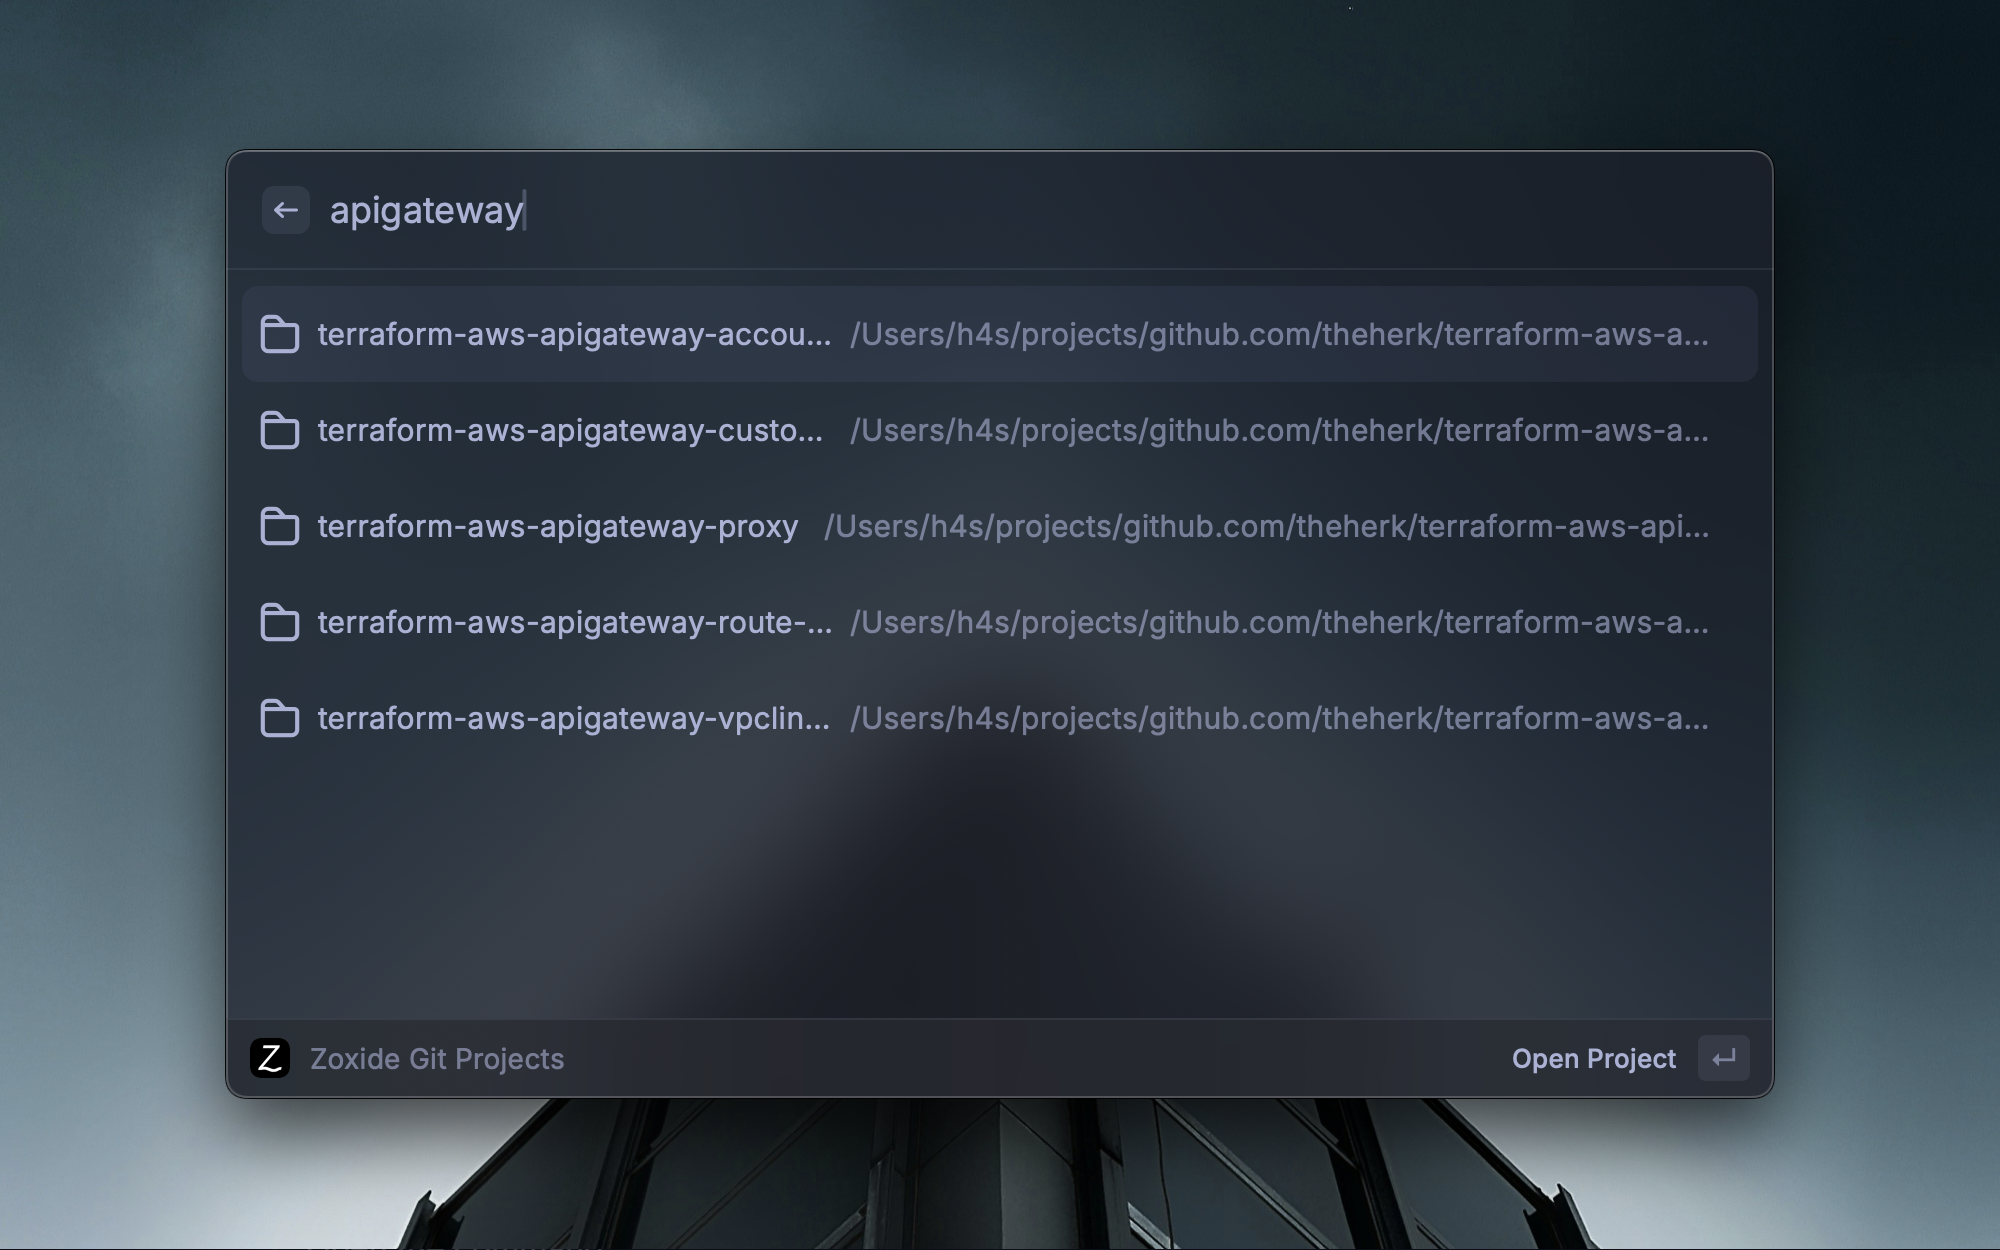 apigateway
terraform-aws-apigateway-accou... /Users/h4s/projects/github.com/theherk/terraform-aws-a...
terraform-aws-apigateway-custo... /Users/h4s/projects/github.com/theherk/terraform-aws-a...
terraform-aws-apigateway-proxy /Users/h4s/projects/github.com/theherk/terraform-aws-api...
terraform-aws-apigateway-route-... /Users/h4s/projects/github.com/theherk/terraform-aws-a...
terraform-aws-apigateway-vpclin... /Users/h4s/projects/github.com/theherk/terraform-aws-a...
Z Zoxide Git Projects Open Project